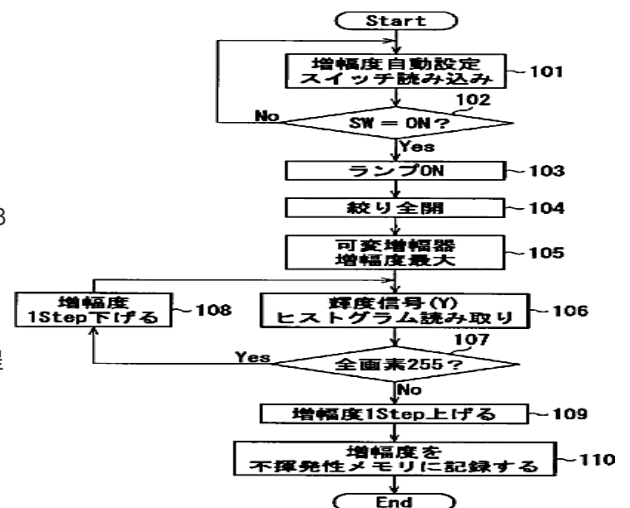 Start
増幅度自動設定
スイッチ読み込み
101
102
SW = ON?
No
Yes
ランプON
103
絞り全開
104
可変増幅器
増幅度最大
105
増幅度
1Step下げる
108
輝度信号(Y)
ヒストグラム読み取り
106
107
全画素255?
Yes
No
増幅度1Step上げる
109
増幅度を
不揮発性メモリに記録する
110
End